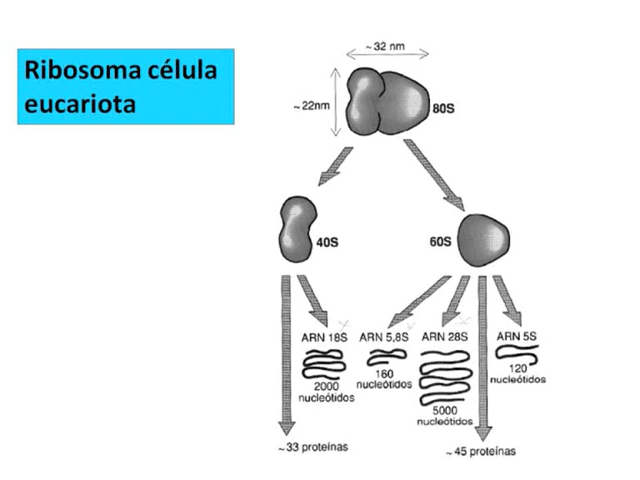 Ribosoma célula
eucariota
~32 nm
~22nm
80S
40S
60S
ARN 18S
ARN 5,8S
ARN 28S
ARN 5S
2000
nucleótidos
160
nucleótidos
5000
nucleótidos
120
nucleótidos
~33 proteínas
~45 proteínas